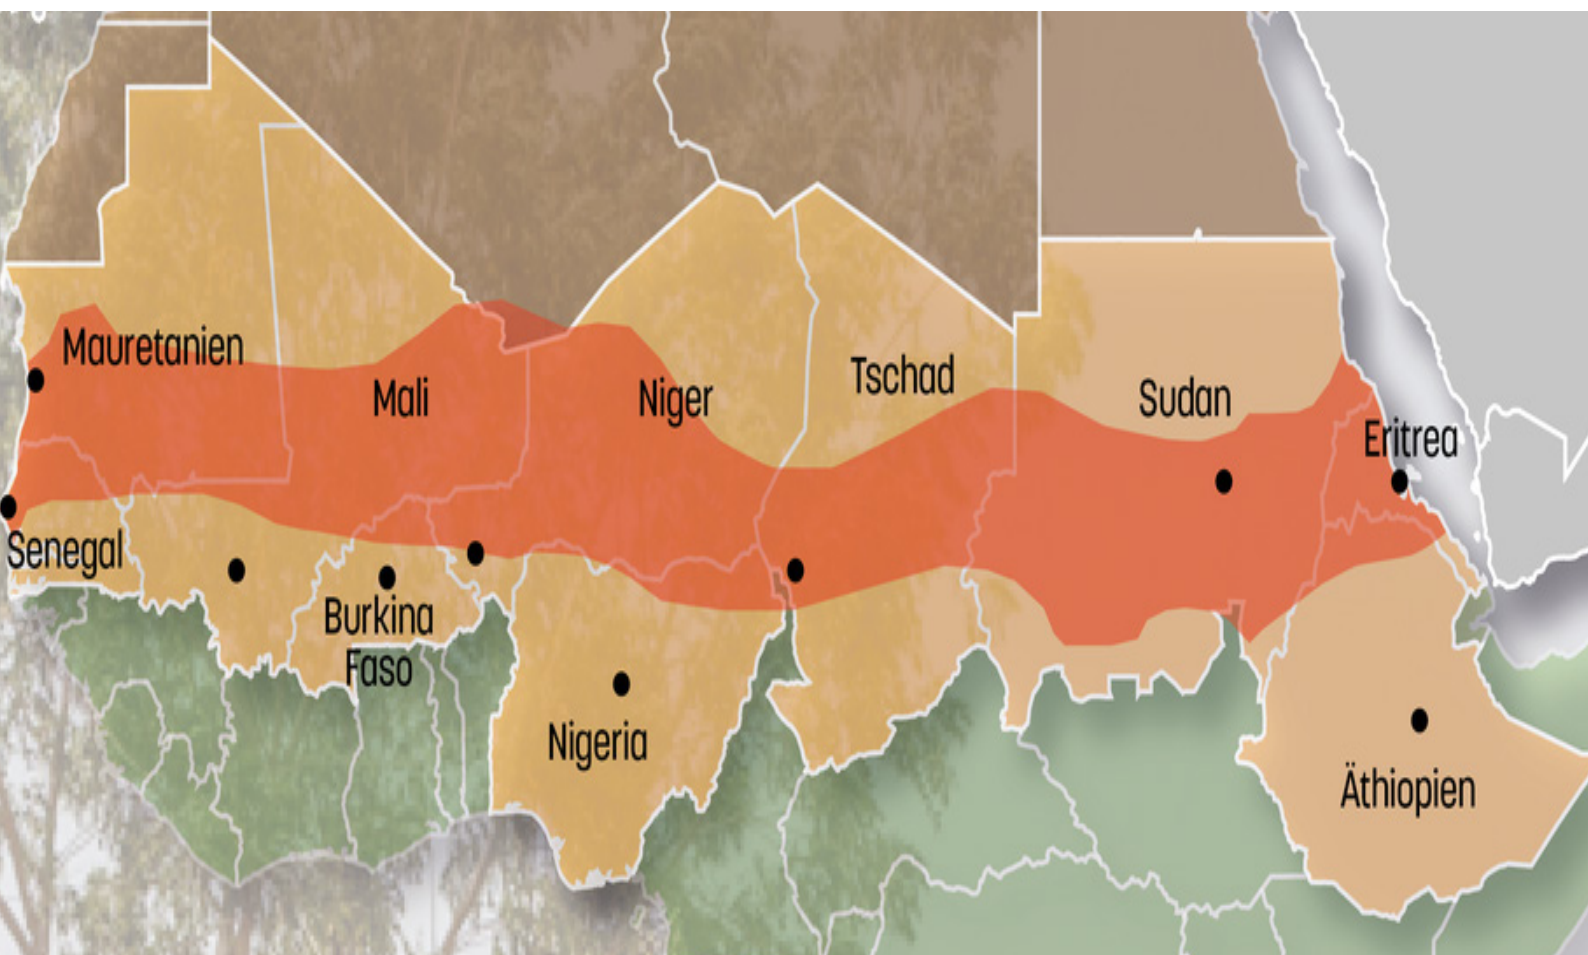 Mauretanien
Mali
Niger
Tschad
Sudan
Eritrea
Senegal
Burkina
Faso
Nigeria
Äthiopien